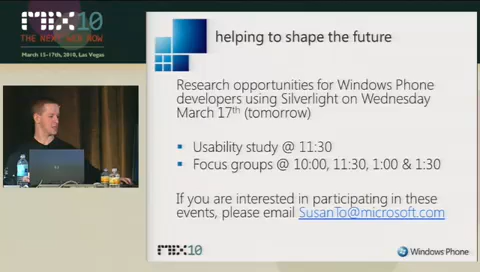 MIX10
THE NEXT WEB NOW
March 15-17th, 2010, Las Vegas
helping to shape the future
Research opportunities for Windows Phone
developers using Silverlight on Wednesday
March 17th (tomorrow)
Usability study @ 11:30
Focus groups @ 10:00, 11:30, 1:00 & 1:30
If you are interested in participating in these
events, please email SusanTo@microsoft.com
MIX10
Windows Phone